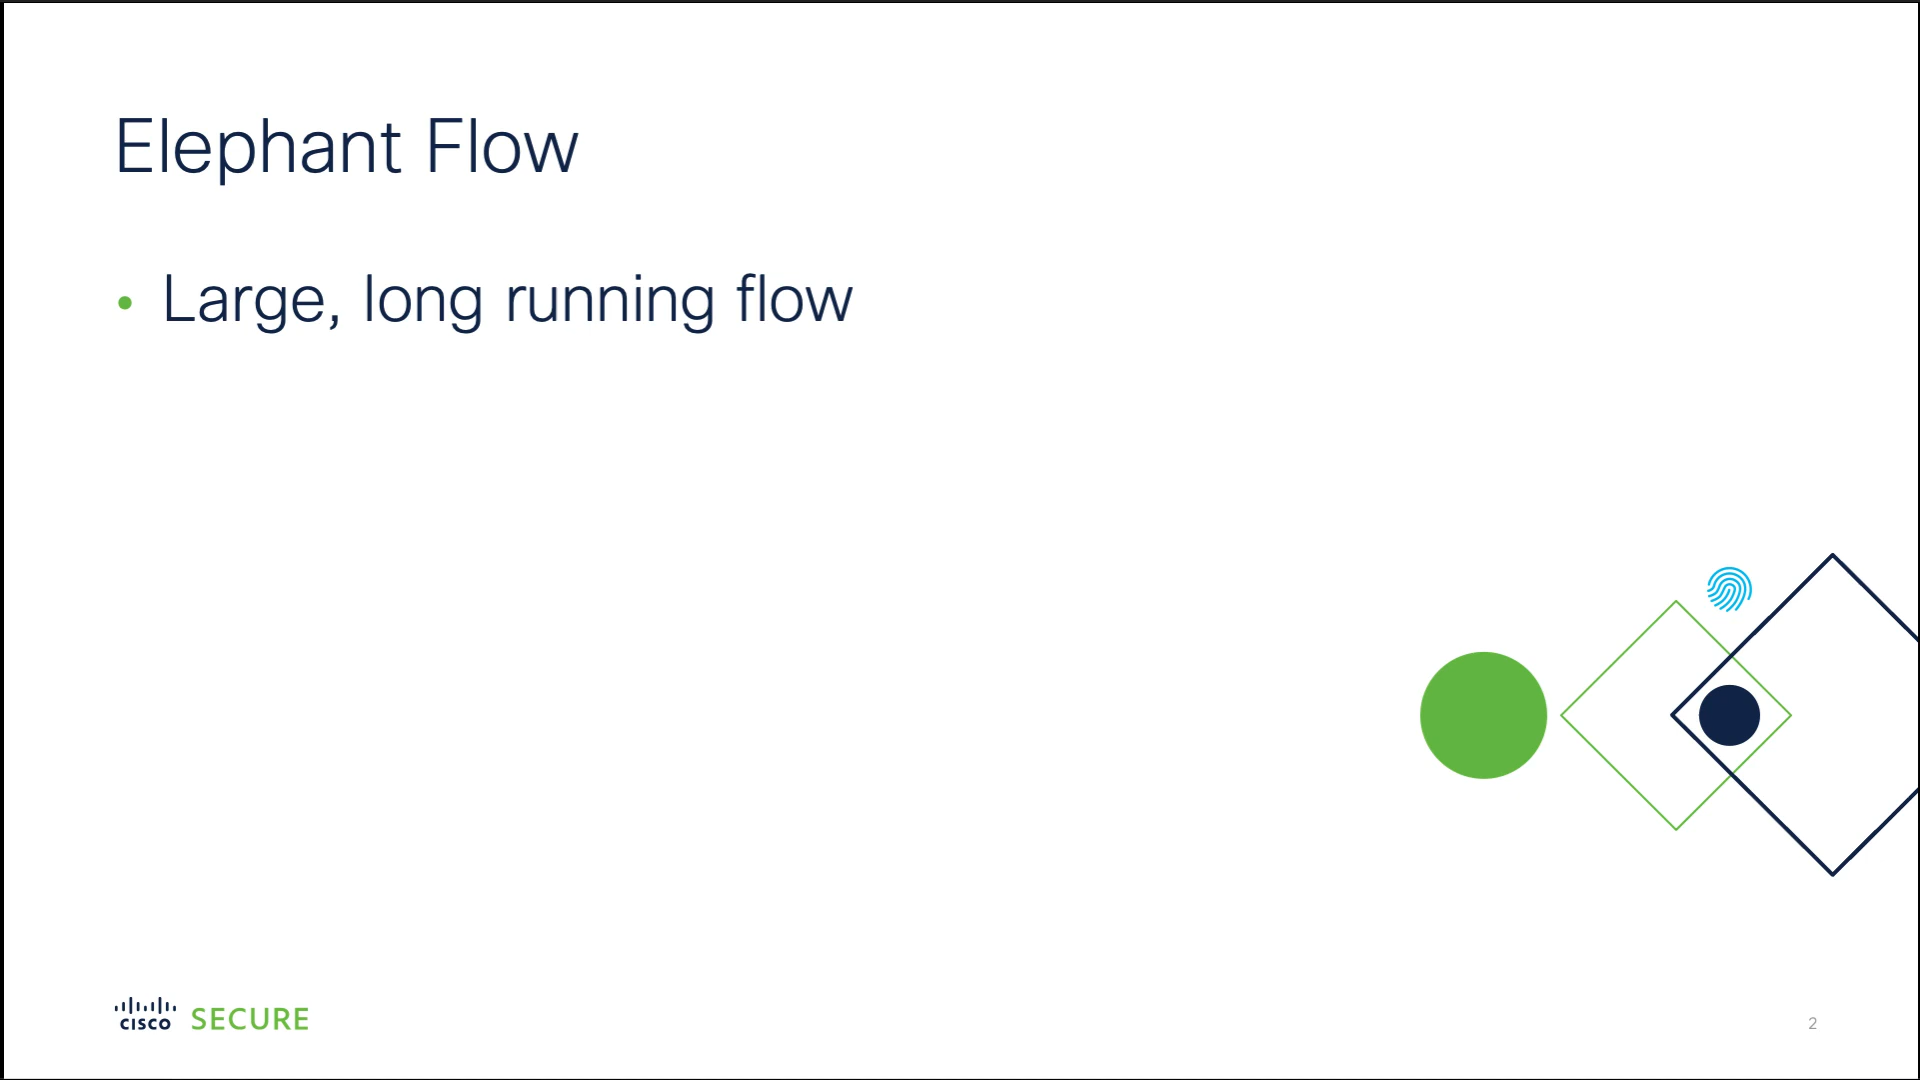 Elephant Flow
• Large, long running flow
CISCO SECURE
2